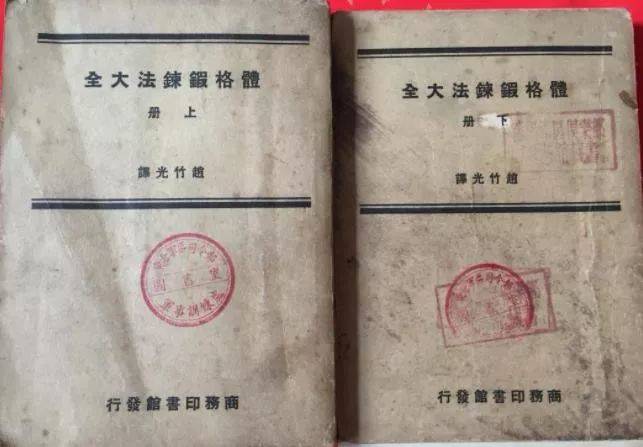 體格鍛鍊法大全
上册
趙竹光譯
商務印書館發行
體格鍛鍊法大全
下册
趙竹光譯
商務印書館發行